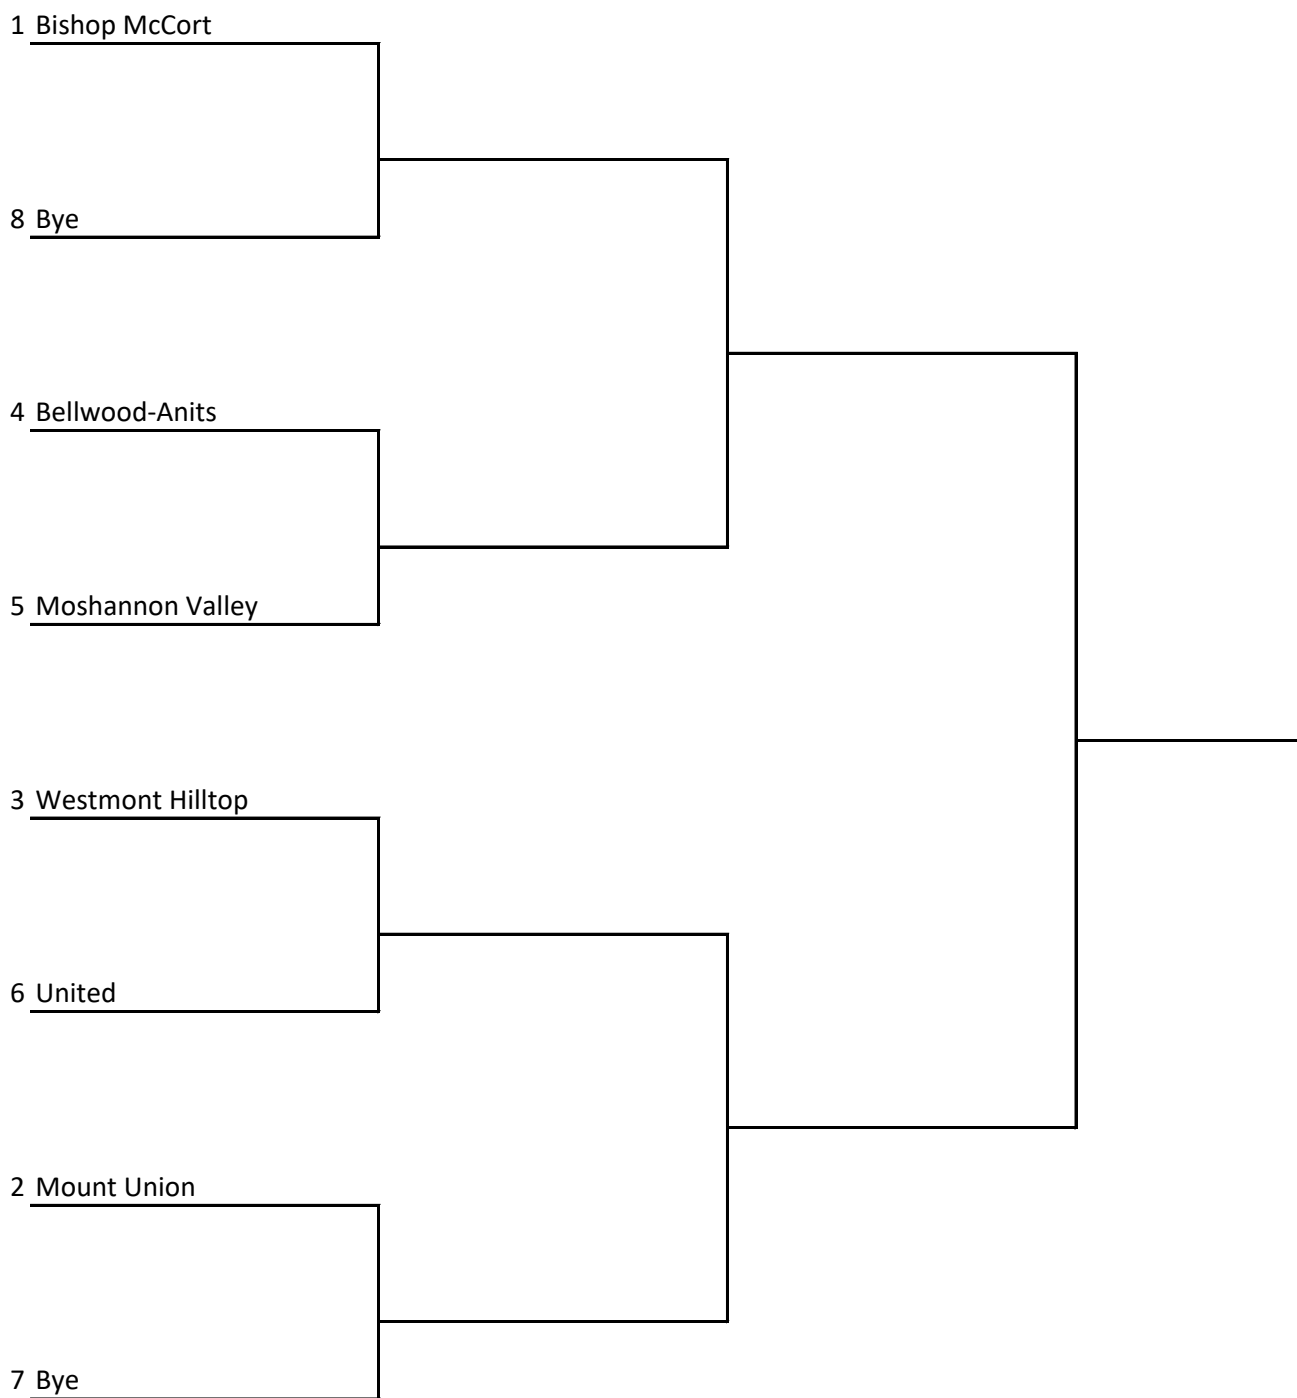 1 Bishop McCort
8 Bye
4 Bellwood-Anits
5 Moshannon Valley
3 Westmont Hilltop
6 United
2 Mount Union
7 Bye